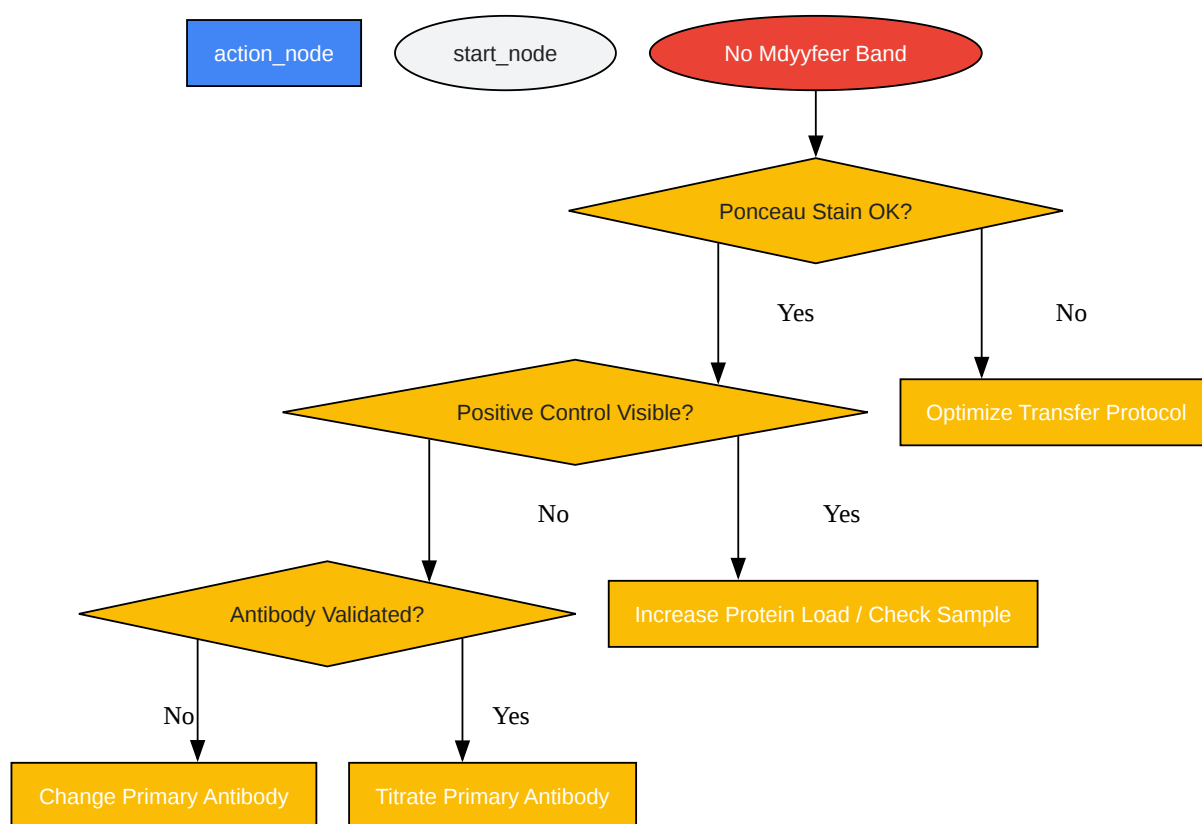 action_node
start_node
No Mdyyfeer Band
Ponceau Stain OK?
Yes
No
Positive Control Visible?
Optimize Transfer Protocol
No
Yes
Antibody Validated?
Increase Protein Load / Check Sample
No
Yes
Change Primary Antibody
Titrate Primary Antibody